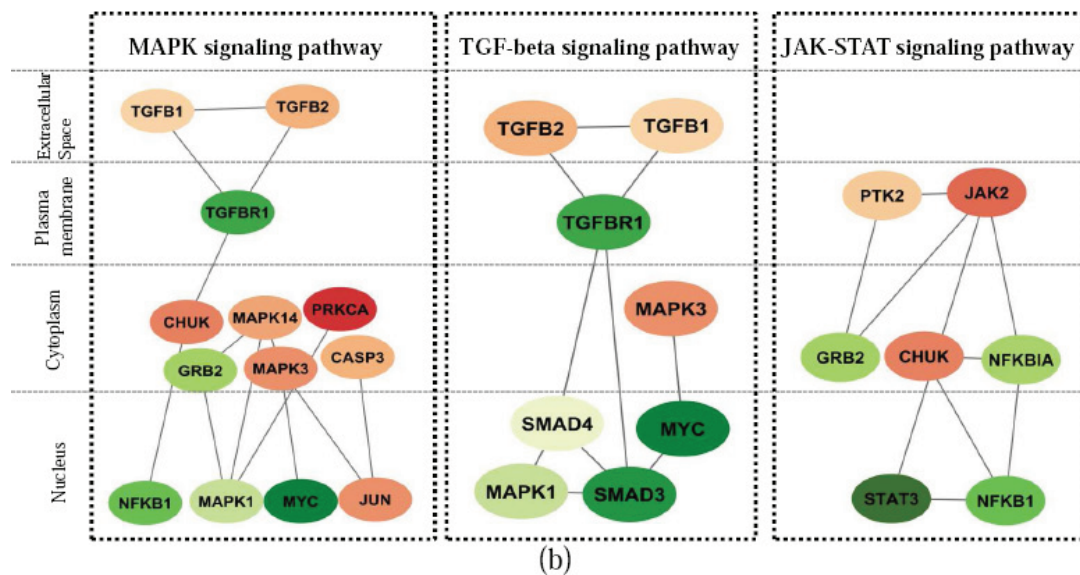 MAPK signaling pathway
TGF-beta signaling pathway
JAK-STAT signaling pathway
Extracellular
Space
TGFB1
TGFB2
TGFB2
TGFB1
Plasma
membrane
TGFBR1
TGFBR1
PTK2
JAK2
Cytoplasm
CHUK
MAPK14
PRKCA
GRB2
MAPK3
CASP3
MAPK3
GRB2
CHUK
NFKBIA
Nucleus
NFKB1
MAPK1
MYC
JUN
SMAD4
MYC
MAPK1
SMAD3
STAT3
NFKB1
(b)